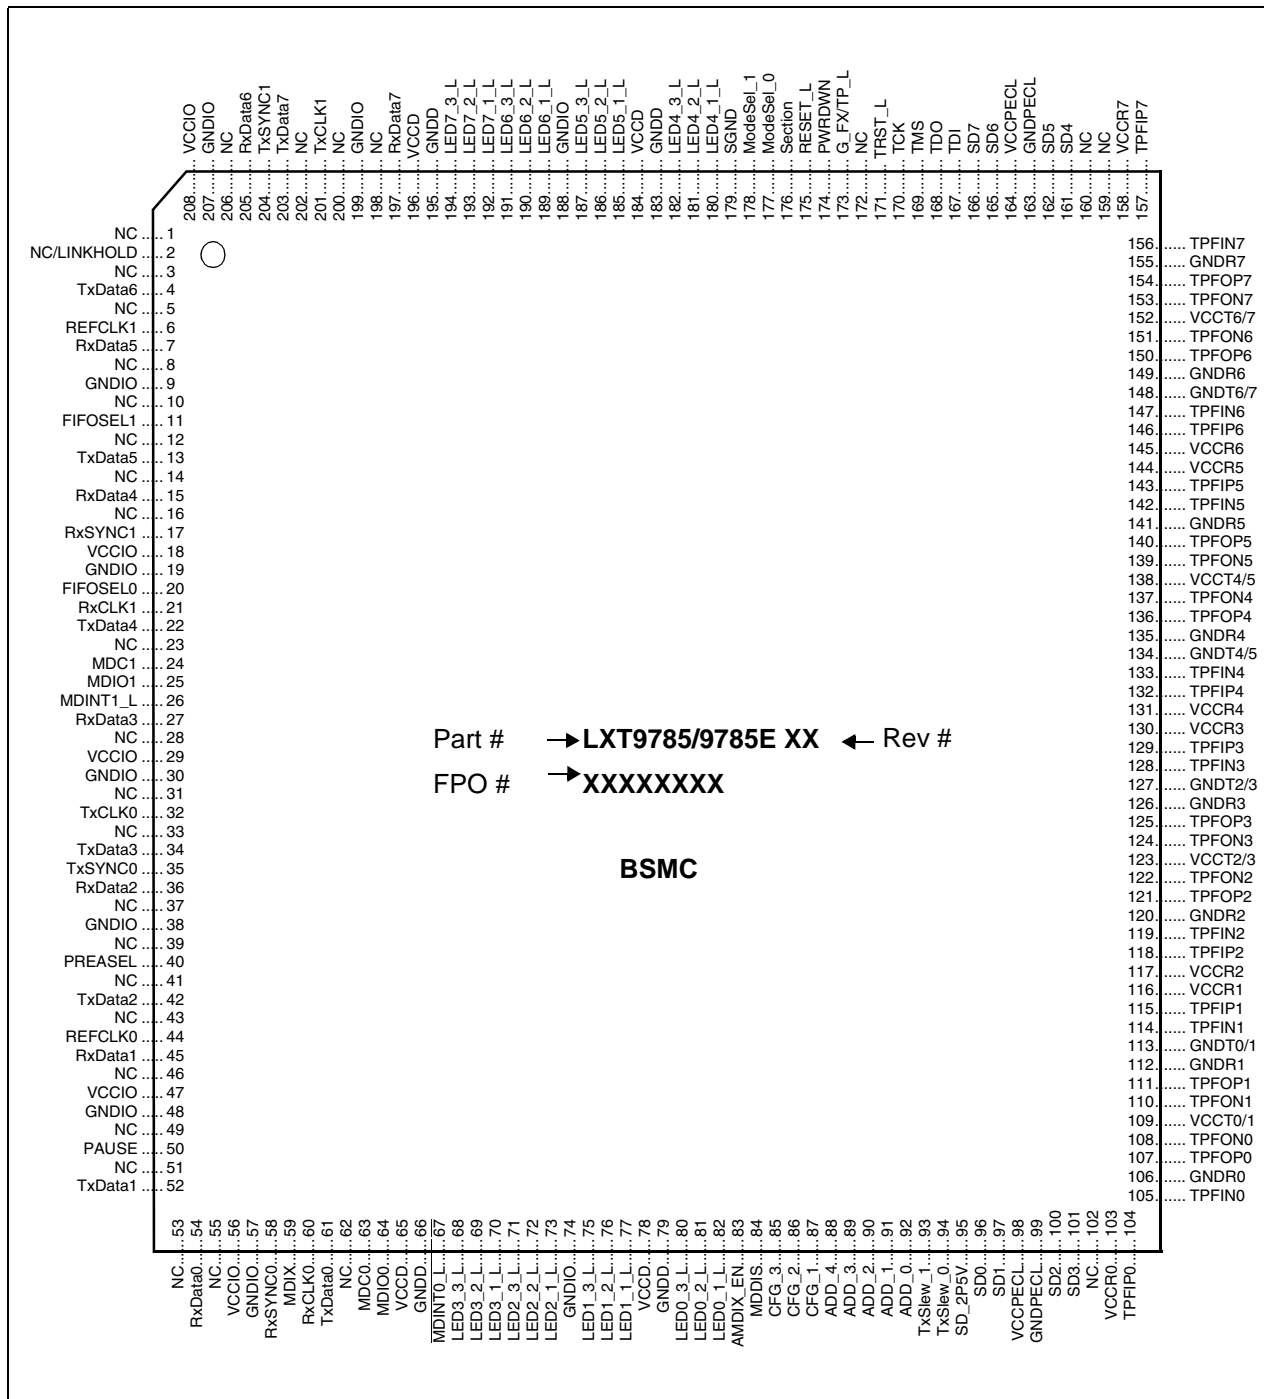 208...... VCCIO
207...... GNDIO
206...... NC
205...... RxData6
204...... TxSYNC1
203...... TxData7
202...... NC
201...... TxCLK1
200...... NC
199...... GNDIO
198...... NC
197...... RxData7
196...... VCCD
195...... GNDD
194...... LED7_3_L
193...... LED7_2_L
192...... LED7_1_L
191...... LED6_3_L
190...... LED6_2_L
189...... LED6_1_L
188...... GNDIO
187...... LED5_3_L
186...... LED5_2_L
185...... LED5_1_L
184...... VCCD
183...... GNDD
182...... LED4_3_L
181...... LED4_2_L
180...... LED4_1_L
179...... SGND
178...... ModeSel_1
177...... ModeSel_0
176...... Section
175...... RESET_L
174...... PWRDWN
173...... G_FX/TP_L
172...... NC
171...... TRST_L
170...... TCK
169...... TMS
168...... TDO
167...... TDI
166...... SD7
165...... SD6
164...... VCCPECL
163...... GNDPECL
162...... SD5
161...... SD4
160...... NC
159...... NC
158...... VCCR7
157...... TPFIP7
NC ..... 1
NC/LINKHOLD ..... 2
NC ..... 3
TxData6 ..... 4
NC ..... 5
REFCLK1 ..... 6
RxData5 ..... 7
NC ..... 8
GNDIO ..... 9
NC ..... 10
FIFOSEL1 ..... 11
NC ..... 12
TxData5 ..... 13
NC ..... 14
RxData4 ..... 15
NC ..... 16
RxSYNC1 ..... 17
VCCIO ..... 18
GNDIO ..... 19
FIFOSEL0 ..... 20
RxCLK1 ..... 21
TxData4 ..... 22
NC ..... 23
MDC1 ..... 24
MDIO1 ..... 25
MDINT1_L ..... 26
RxData3 ..... 27
NC ..... 28
VCCIO ..... 29
GNDIO ..... 30
NC ..... 31
TxCLK0 ..... 32
NC ..... 33
TxData3 ..... 34
TxSYNC0 ..... 35
RxData2 ..... 36
NC ..... 37
GNDIO ..... 38
NC ..... 39
PREASEL ..... 40
NC ..... 41
TxData2 ..... 42
NC ..... 43
REFCLK0 ..... 44
RxData1 ..... 45
NC ..... 46
VCCIO ..... 47
GNDIO ..... 48
NC ..... 49
PAUSE ..... 50
NC ..... 51
TxData1 ..... 52
Part # LXT9785/9785E XX Rev #
FPO # XXXXXXXX
BSMC
156....... TPFIN7
155....... GNDR7
154....... TPFOP7
153....... TPFON7
152....... VCCT6/7
151....... TPFON6
150....... TPFOP6
149....... GNDR6
148....... GNDT6/7
147....... TPFIN6
146....... TPFIP6
145....... VCCR6
144....... VCCR5
143....... TPFIP5
142....... TPFIN5
141....... GNDR5
140....... TPFOP5
139....... TPFON5
138....... VCCT4/5
137....... TPFON4
136....... TPFOP4
135....... GNDR4
134....... GNDT4/5
133....... TPFIN4
132....... TPFIP4
131....... VCCR4
130....... VCCR3
129....... TPFIP3
128....... TPFIN3
127....... GNDT2/3
126....... GNDR3
125....... TPFOP3
124....... TPFON3
123....... VCCT2/3
122....... TPFON2
121....... TPFOP2
120....... GNDR2
119....... TPFIN2
118....... TPFIP2
117....... VCCR2
116....... VCCR1
115....... TPFIP1
114....... TPFIN1
113....... GNDT0/1
112....... GNDR1
111....... TPFOP1
110....... TPFON1
109....... VCCT0/1
108....... TPFON0
107....... TPFOP0
106....... GNDR0
105....... TPFIN0
NC...... 53
RxData0...... 54
NC...... 55
VCCIO...... 56
GNDIO...... 57
RxSYNC0...... 58
MDIX...... 59
RxCLK0...... 60
TxData0...... 61
NC...... 62
MDC0...... 63
MDIO0...... 64
VCCD...... 65
GNDD...... 66
MDINT0_L...... 67
LED3_3_L...... 68
LED3_2_L...... 69
LED3_1_L...... 70
LED2_3_L...... 71
LED2_2_L...... 72
LED2_1_L...... 73
GNDIO...... 74
LED1_3_L...... 75
LED1_2_L...... 76
LED1_1_L...... 77
VCCD...... 78
GNDD...... 79
LED0_3_L...... 80
LED0_2_L...... 81
LED0_1_L...... 82
AMDIX_EN...... 83
MDDIS...... 84
CFG_3...... 85
CFG_2...... 86
CFG_1...... 87
ADD_4...... 88
ADD_3...... 89
ADD_2...... 90
ADD_1...... 91
ADD_0...... 92
TxSlew_1...... 93
TxSlew_0...... 94
SD_2P5V...... 95
SD0...... 96
SD1...... 97
VCCPECL...... 98
GNDPECL...... 99
SD2...... 100
SD3...... 101
NC...... 102
VCCR0...... 103
TPFIP0...... 104